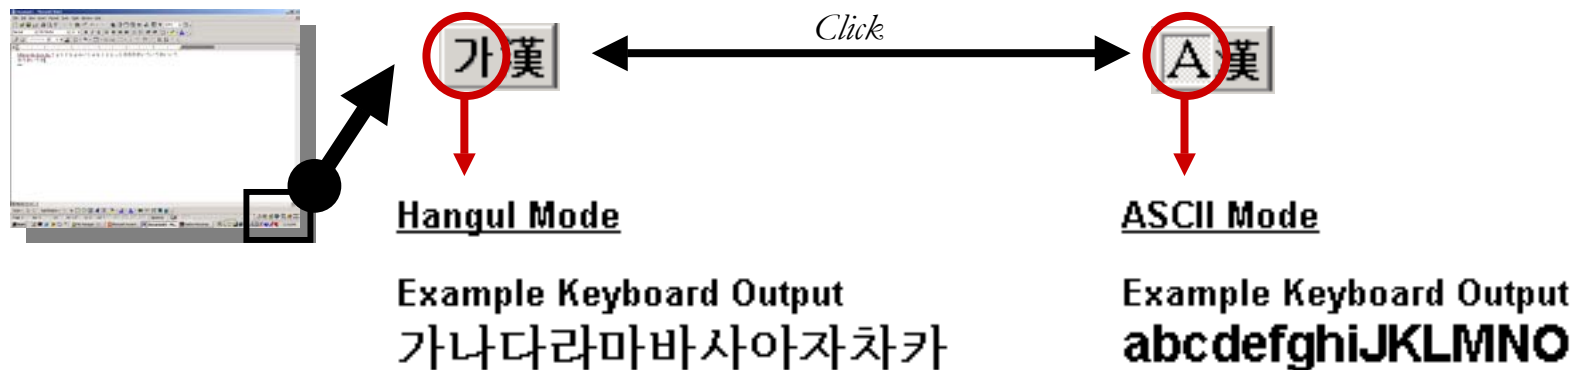 Click
가漢
A漢
Hangul Mode
Example Keyboard Output
가나다라마바사아자차카
ASCII Mode
Example Keyboard Output
abcdefghiJKLMNO